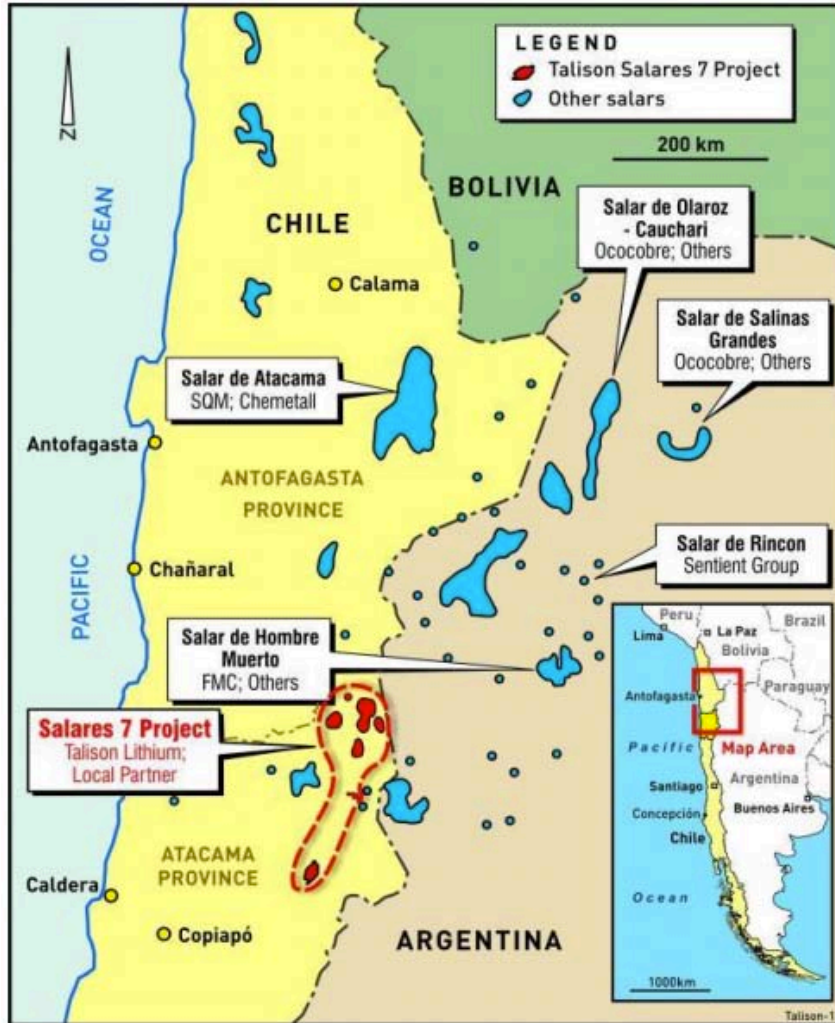 LEGEND
Talison Salares 7 Project
Other salars
200 km
N
OCEAN
PACIFIC
BOLIVIA
CHILE
Calama
Salar de Olaroz
- Cauchari
Ococobre; Others
Salar de Salinas
Grandes
Ococobre; Others
Salar de Atacama
SQM; Chemetall
Antofagasta
ANTOFAGASTA
PROVINCE
Chañaral
Salar de Rincon
Sentient Group
Salar de Hombre
Muerto
FMC; Others
Salares 7 Project
Talison Lithium;
Local Partner
ATACAMA
PROVINCE
Caldera
Copiapó
ARGENTINA
Peru
Brazil
Lima
La Paz
Bolivia
Antofagasta
Paraguay
Pacific
Map Area
Argentina
Santiago
Buenos Aires
Concepción
Chile
Ocean
1000km
Talison-1